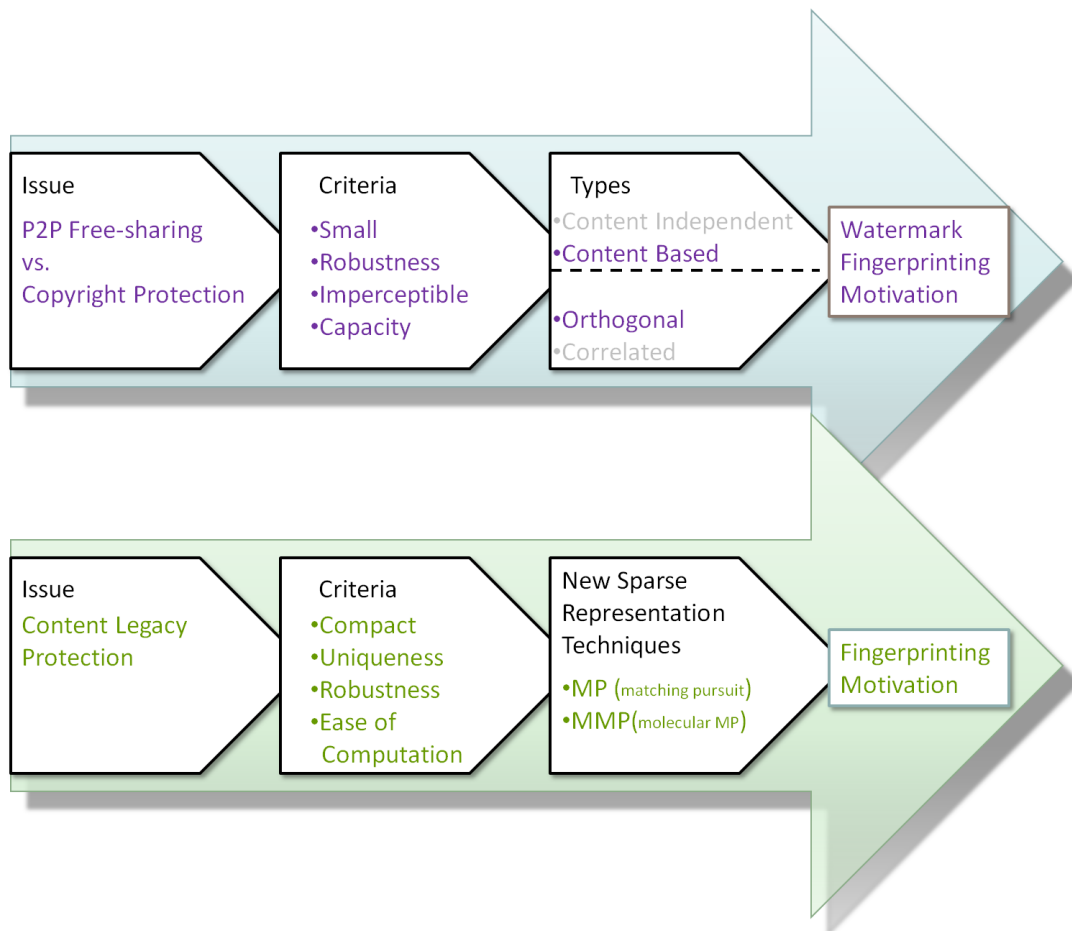 Issue
P2P Free-sharing
vs.
Copyright Protection
Criteria
•Small
•Robustness
•Imperceptible
•Capacity
Types
•Content Independent
•Content Based
•Orthogonal
•Correlated
Watermark
Fingerprinting
Motivation
Issue
Content Legacy
Protection
Criteria
•Compact
•Uniqueness
•Robustness
•Ease of
Computation
New Sparse
Representation
Techniques
•MP (matching pursuit)
•MMP(molecular MP)
Fingerprinting
Motivation